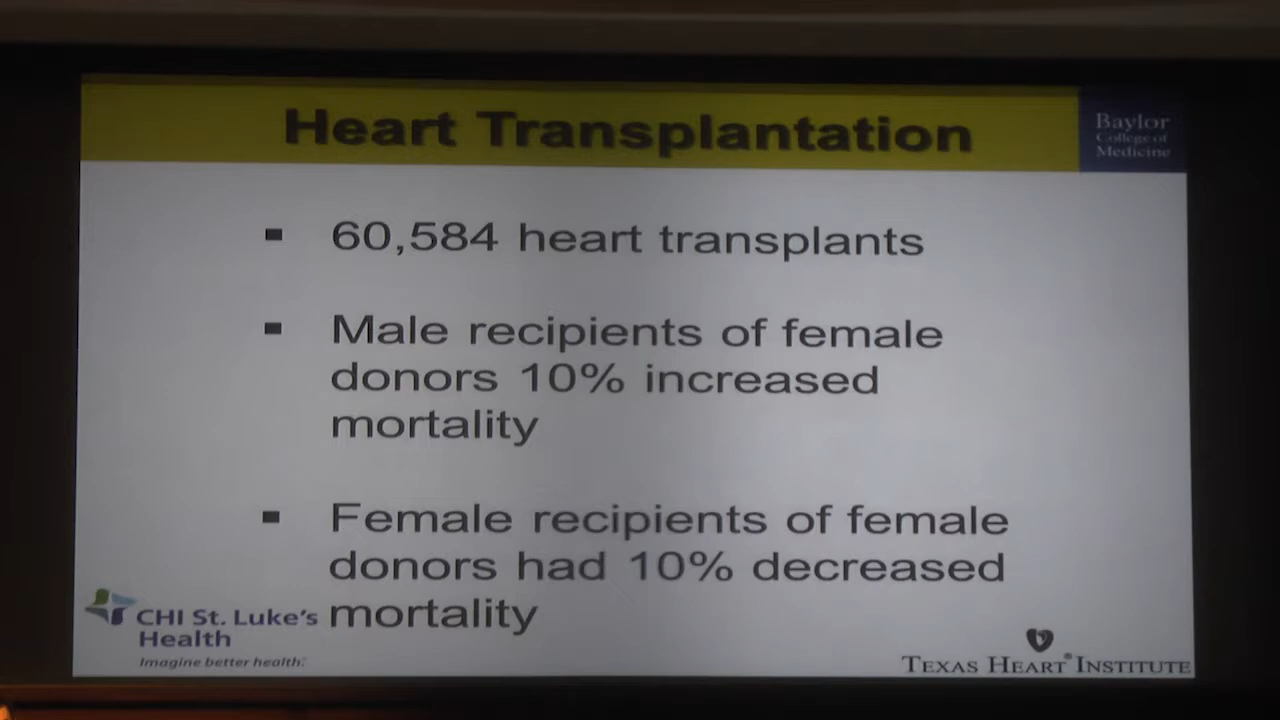 Heart Transplantation
Baylor
College of
Medicine
▪ 60,584 heart transplants
▪ Male recipients of female
donors 10% increased
mortality
▪ Female recipients of female
donors had 10% decreased
mortality
CHI St. Luke's
Health
Imagine better health.
TEXAS HEART® INSTITUTE